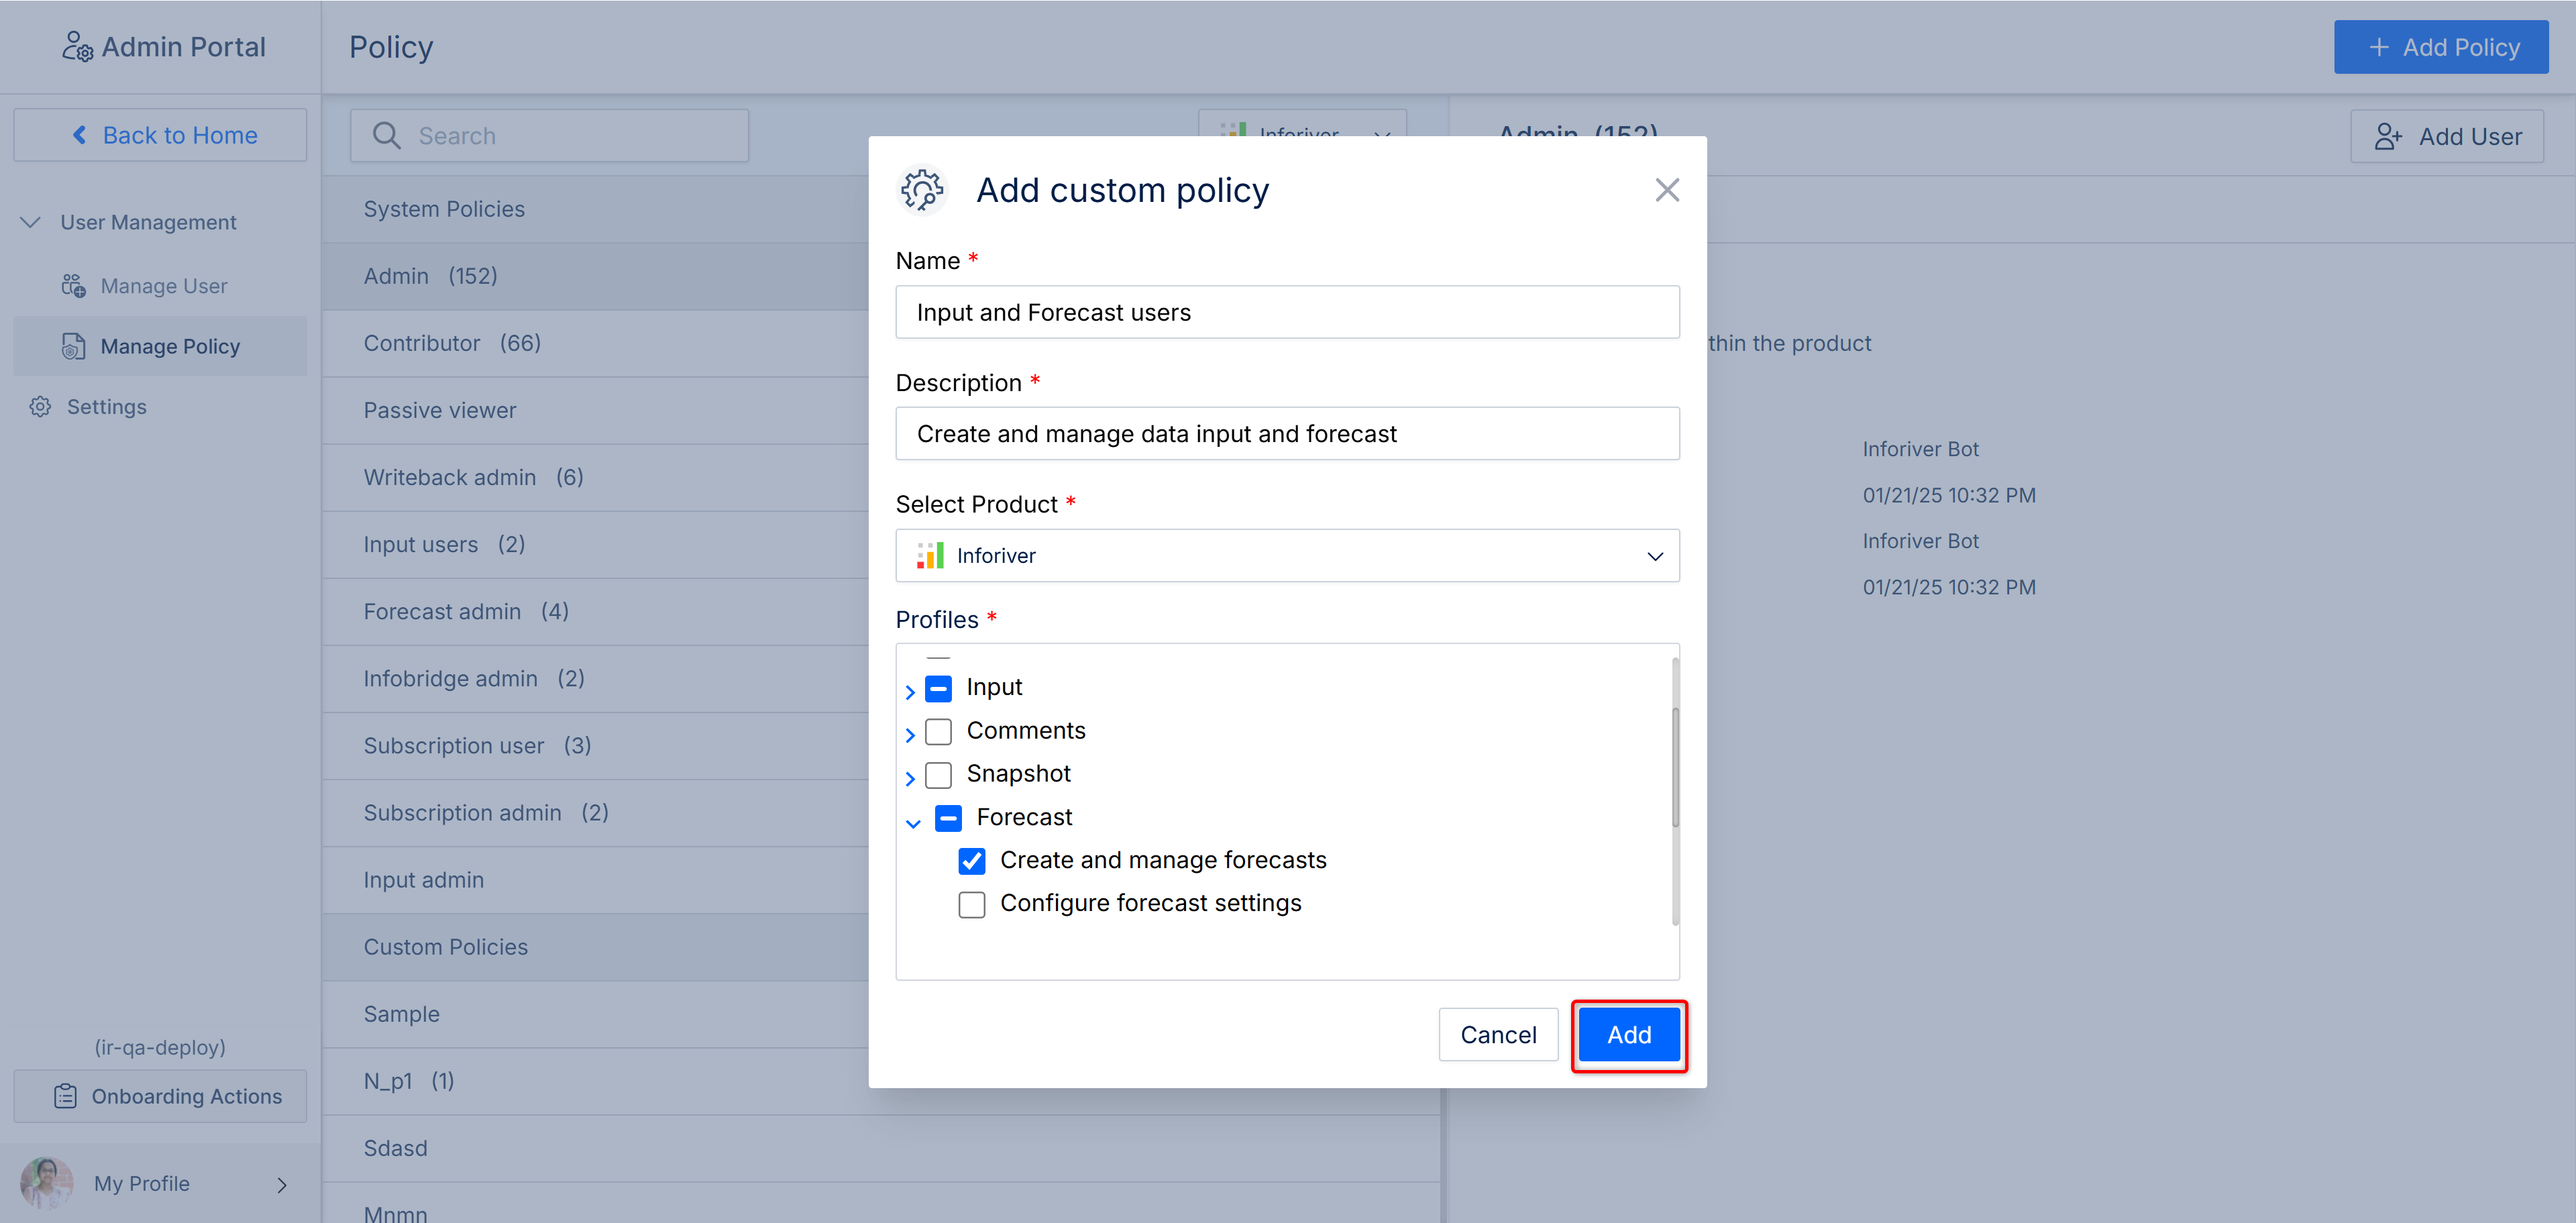 Admin Portal
Policy
+ Add Policy
Back to Home
Search
Inforiver
Admin (152)
Add User
User Management
Manage User
Manage Policy
Settings
(ir-qa-deploy)
Onboarding Actions
My Profile
System Policies
Admin (152)
Contributor (66)
Passive viewer
Writeback admin (6)
Input users (2)
Forecast admin (4)
Infobridge admin (2)
Subscription user (3)
Subscription admin (2)
Input admin
Custom Policies
Sample
N_p1 (1)
Sdasd
Mnmn
Add custom policy
Name *
Input and Forecast users
Description *
Create and manage data input and forecast
Select Product *
Inforiver
Profiles *
Input
Comments
Snapshot
Forecast
Create and manage forecasts
Configure forecast settings
Cancel
Add
thin the product
Inforiver Bot
01/21/25 10:32 PM
Inforiver Bot
01/21/25 10:32 PM